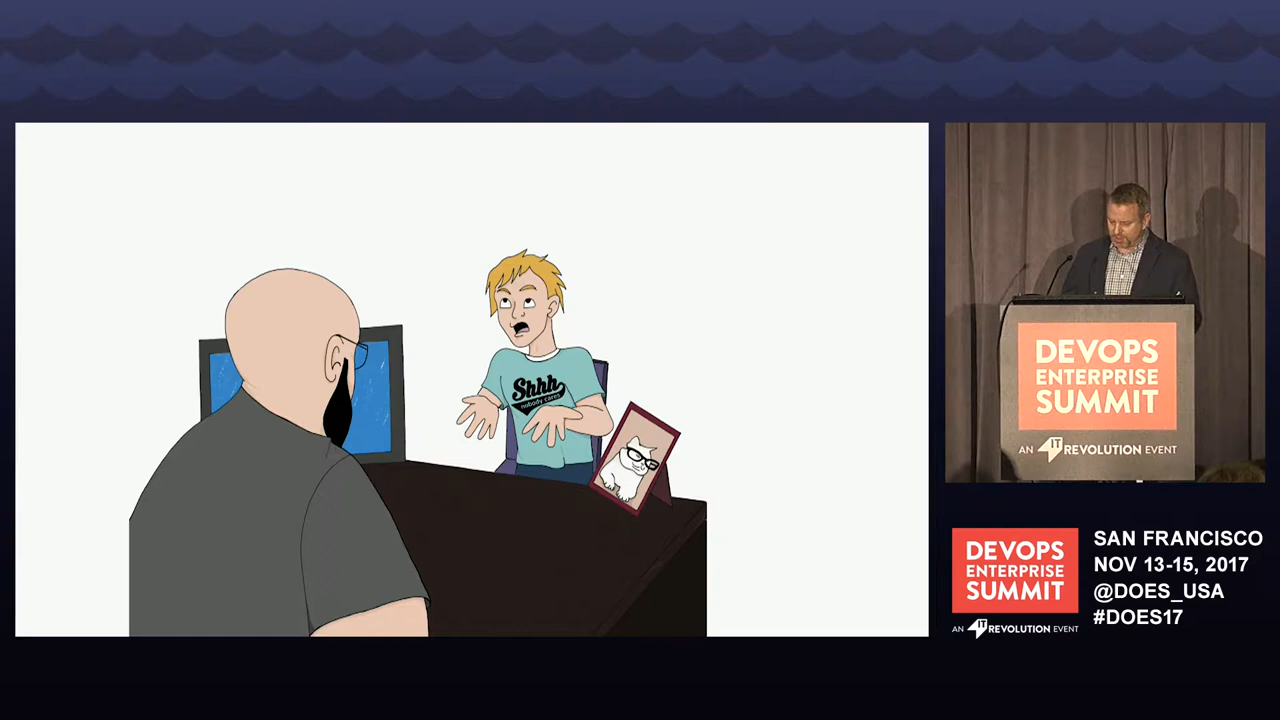 Shhh
nobody cares
DEVOPS
ENTERPRISE
SUMMIT
AN IT REVOLUTION EVENT
DEVOPS
ENTERPRISE
SUMMIT
AN IT REVOLUTION EVENT
SAN FRANCISCO
NOV 13-15, 2017
@DOES_USA
#DOES17